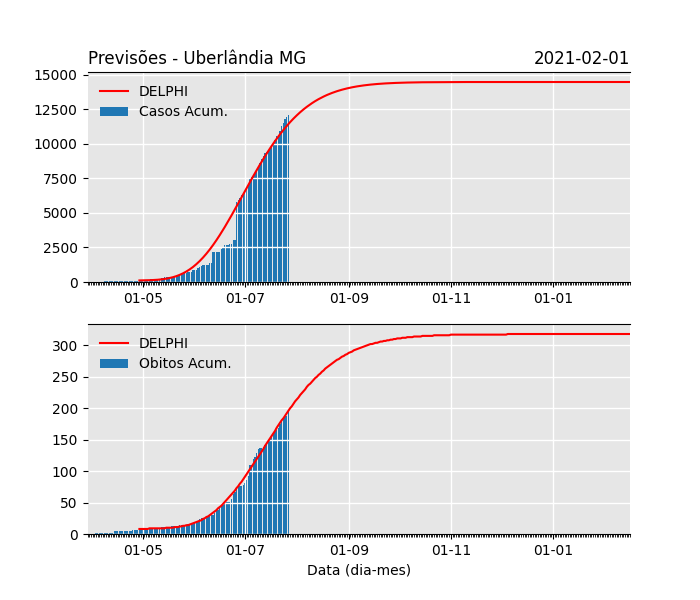 Previsões - Uberlândia MG 2021-02-01
15000
12500
10000
7500
5000
2500
0
DELPHI
Casos Acum.
01-05 01-07 01-09 01-11 01-01
300
250
200
150
100
50
0
DELPHI
Obitos Acum.
01-05 01-07 01-09 01-11 01-01
Data (dia-mes)